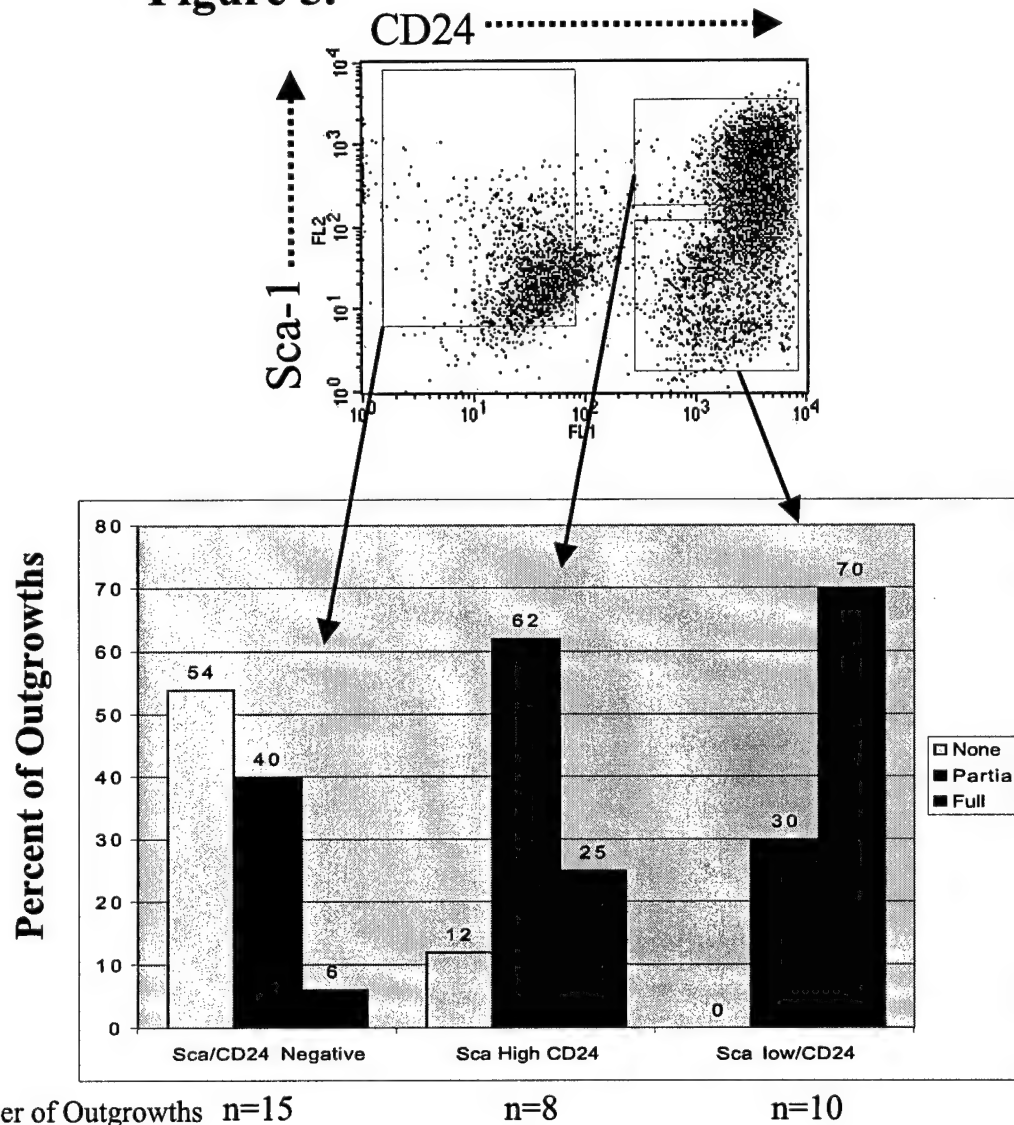 Figure 3.
CD24
Sca-1
FL2
10^4
10^3
10^2
10^1
10^0
10^0 10^1 10^2 10^3 10^4
FL1
Percent of Outgrowths
80
70
60
50
40
30
20
10
0
54
40
6
12
62
25
0
30
70
None
Partia
Full
Sca/CD24 Negative
Sca High CD24
Sca low/CD24
er of Outgrowths n=15 n=8 n=10